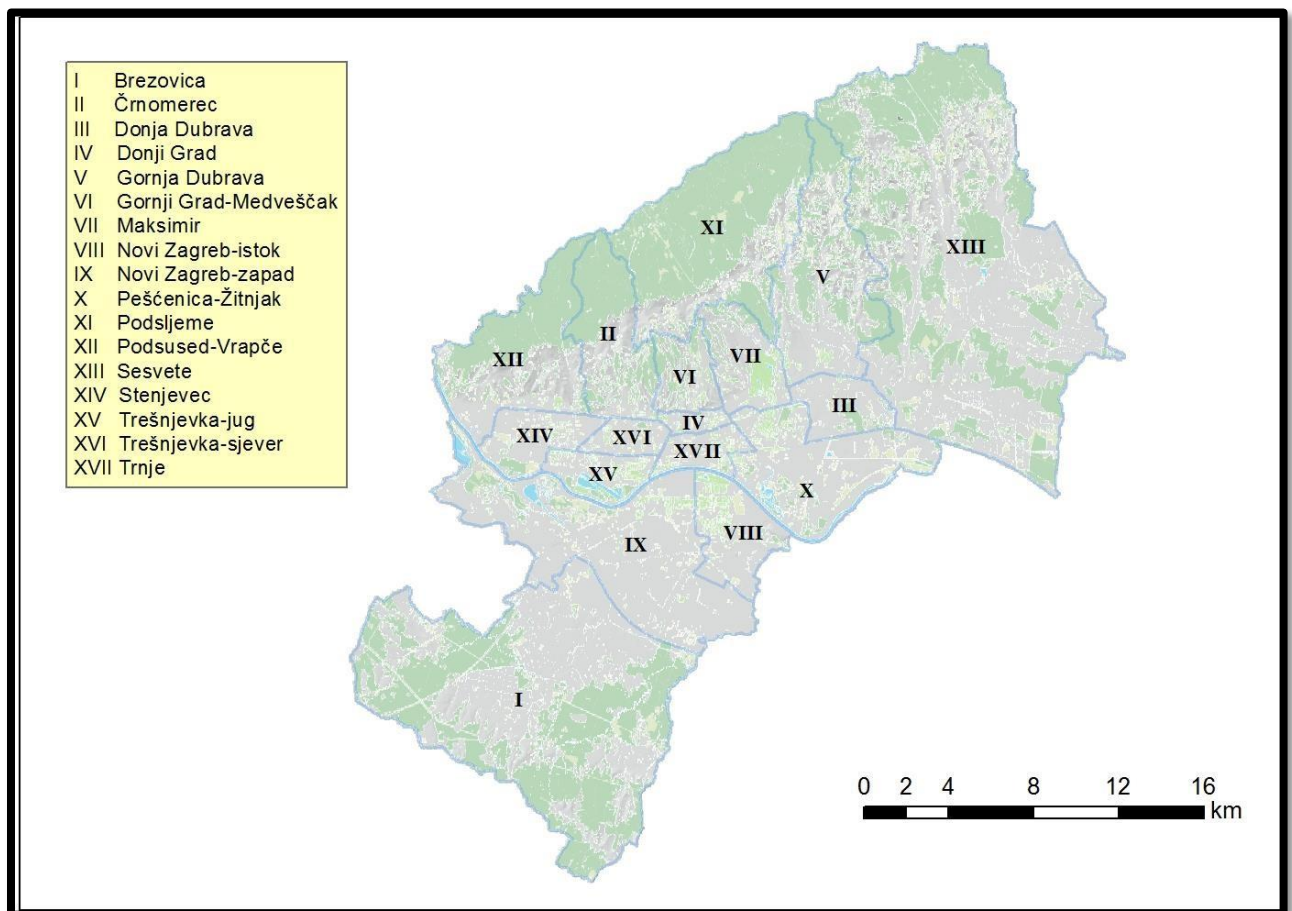 I Brezovica
II Črnomerec
III Donja Dubrava
IV Donji Grad
V Gornja Dubrava
VI Gornji Grad-Medveščak
VII Maksimir
VIII Novi Zagreb-istok
IX Novi Zagreb-zapad
X Pešćenica-Žitnjak
XI Podsljeme
XII Podsused-Vrapče
XIII Sesvete
XIV Stenjevec
XV Trešnjevka-jug
XVI Trešnjevka-sjever
XVII Trnje
XI
XIII
V
II
XII
VII
VI
III
IV
XIV
XVI
XVII
XV
X
VIII
IX
I
0 2 4 8 12 16
km